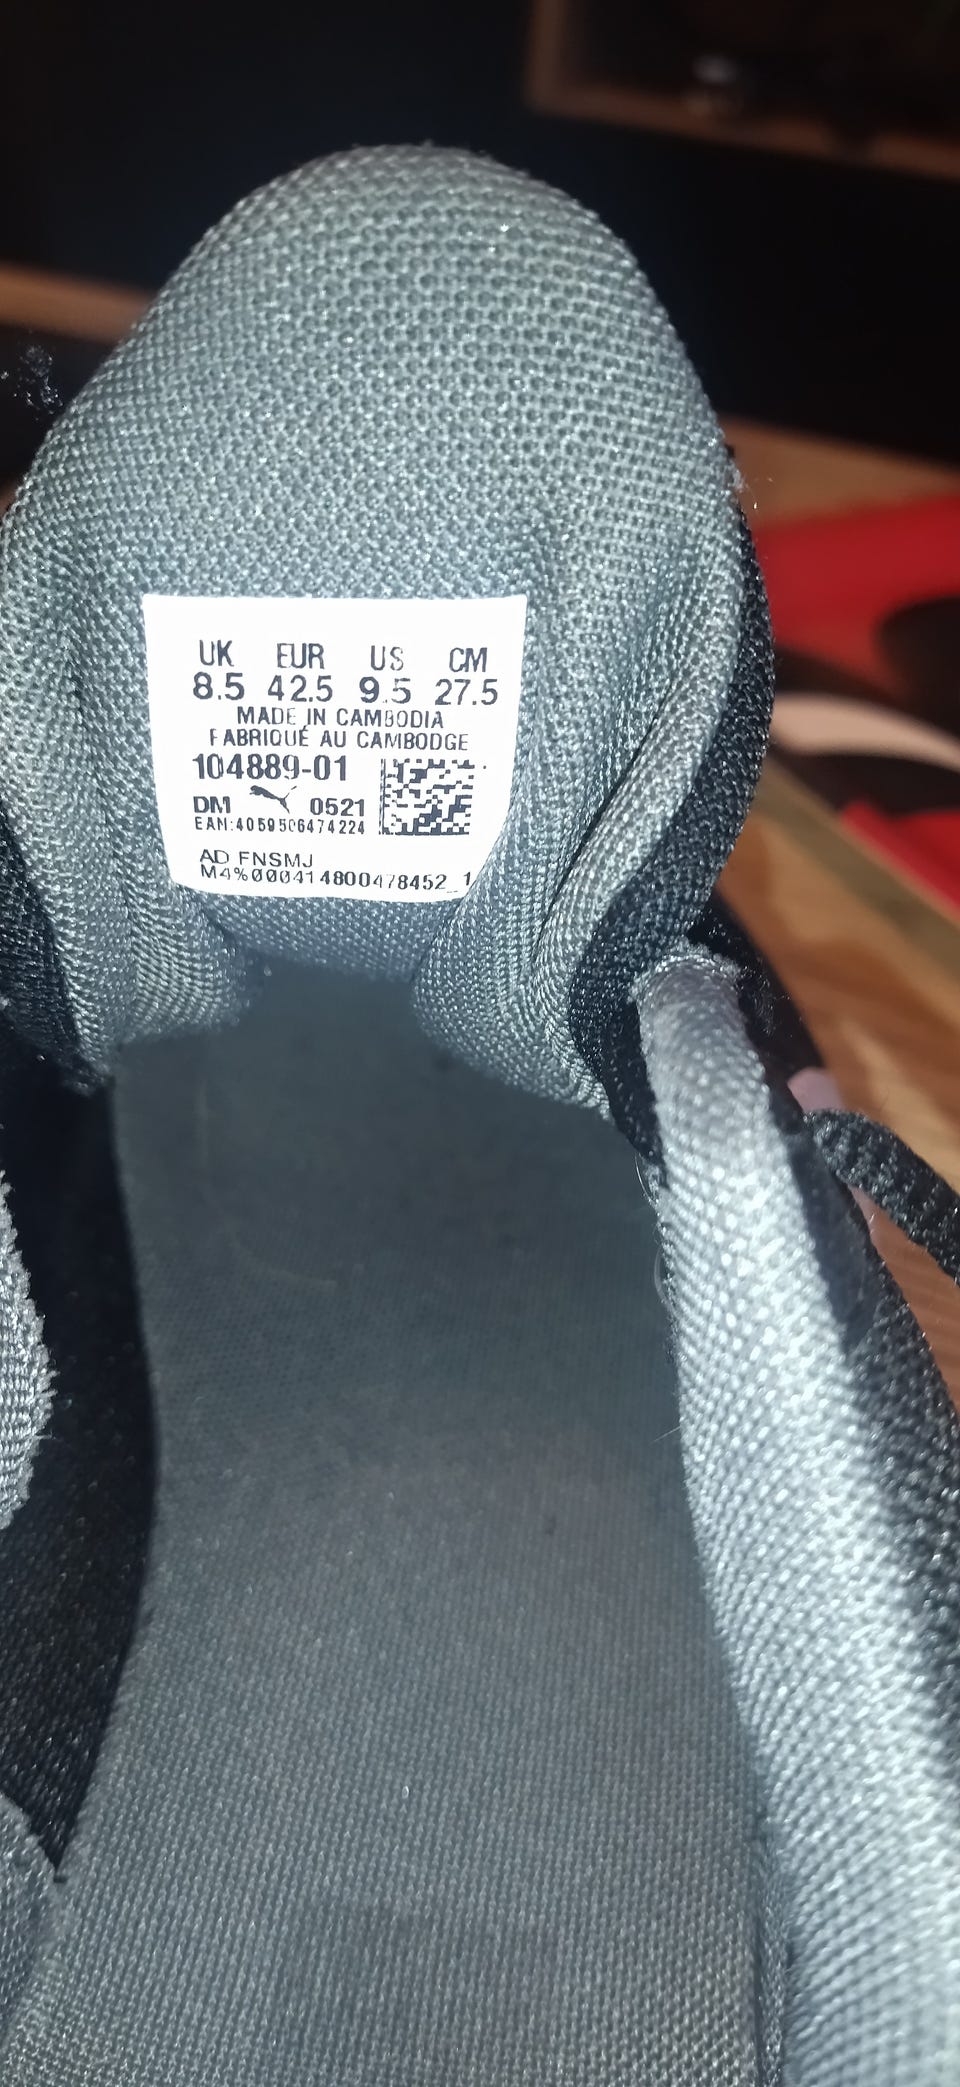 UK EUR US CM
8.5 42.5 9.5 27.5
MADE IN CAMBODIA
FABRIQUÉ AU CAMBODGE
104889-01
DM 0521
EAN:4059506474224
AD FNSMJ
M4%000414800478452_1